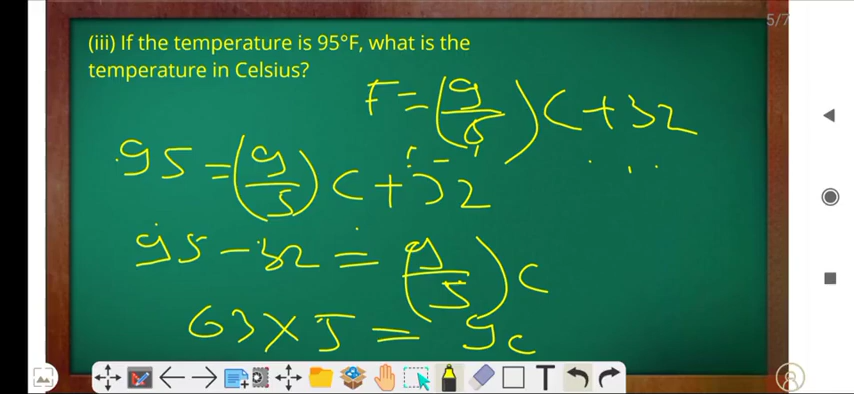 5/7
(iii) If the temperature is 95°F, what is the
temperature in Celsius?
F = (9/5) C + 32
95 = (9/5) C + 32
95 - 32 = (9/5) C
63 × 5 = 9c
T